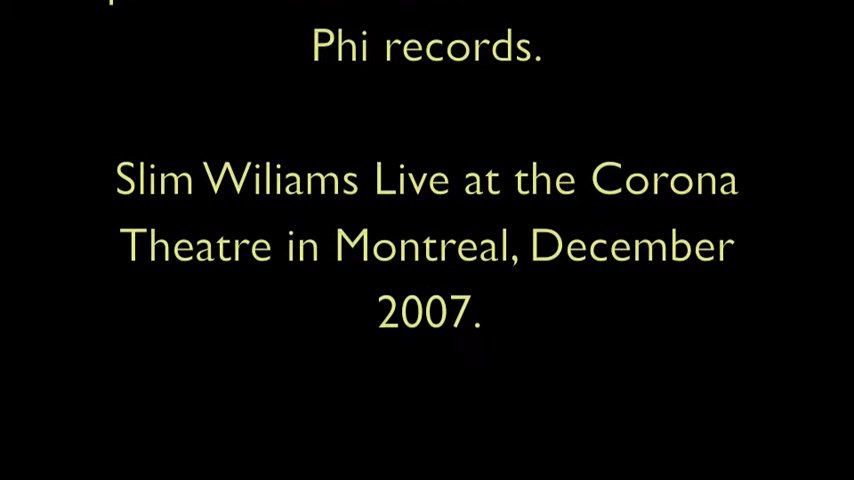 Phi records.
Slim Wiliams Live at the Corona
Theatre in Montreal, December
2007.